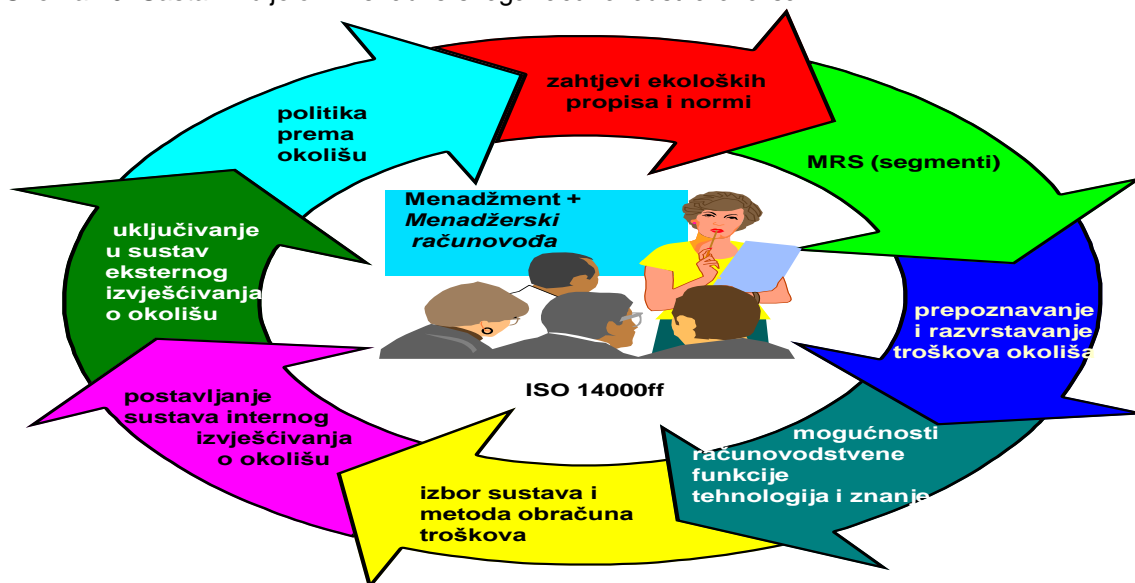 zahtjevi ekoloških
propisa i normi
MRS (segmenti)
prepoznavanje
i razvrstavanje
troškova okoliša
mogućnosti
računovodstvene
funkcije
tehnologija i znanje
izbor sustava i
metoda obračuna
troškova
postavljanje
sustava internog
izvješćivanja
o okolišu
uključivanje
u sustav
eksternog
izvješćivanja
o okolišu
politika
prema
okolišu
Menadžment +
Menadžerski
računovođa
ISO 14000ff